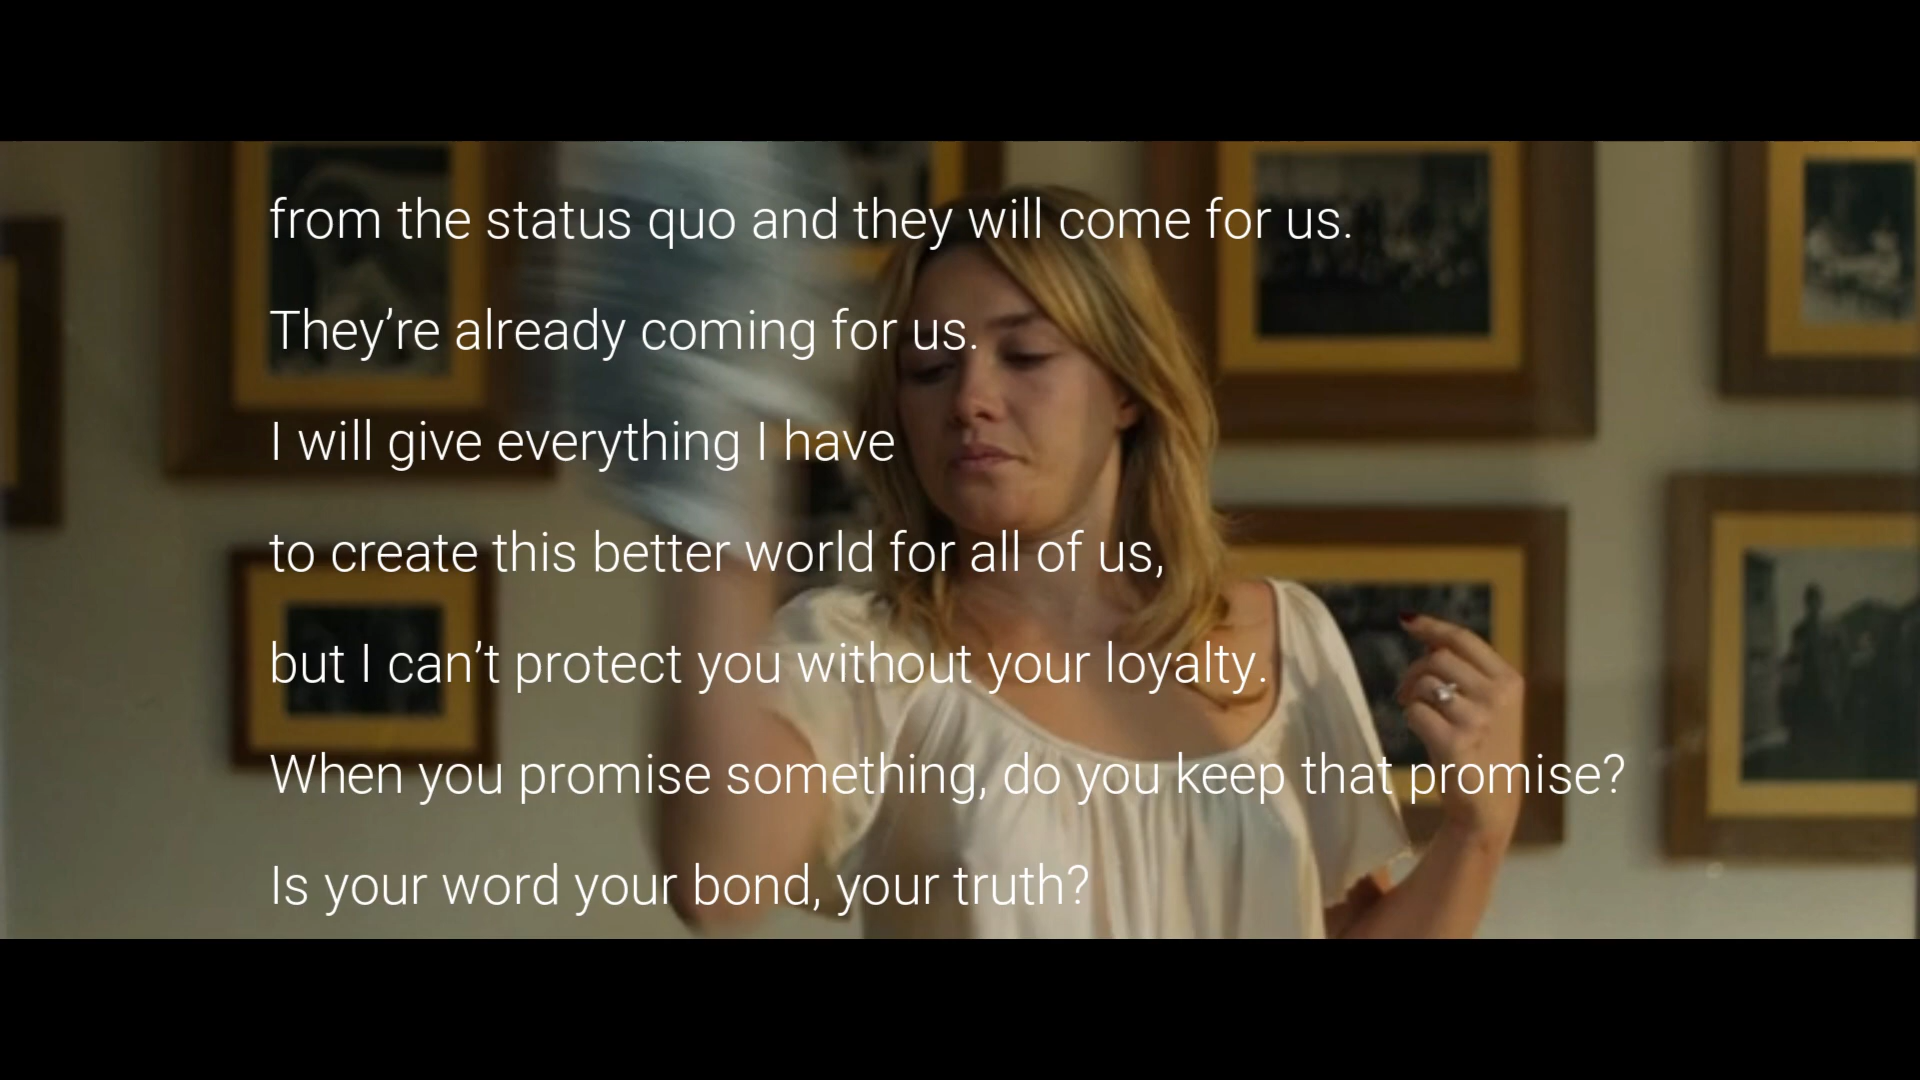 from the status quo and they will come for us.
They’re already coming for us.
I will give everything I have
to create this better world for all of us,
but I can’t protect you without your loyalty.
When you promise something, do you keep that promise?
Is your word your bond, your truth?